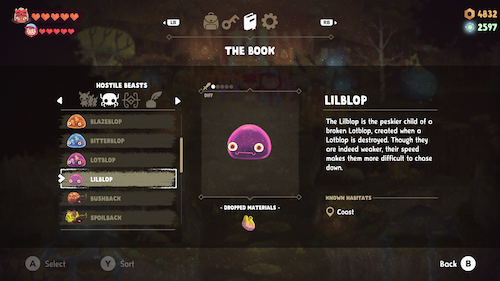 LB
RB
4832
2597
THE BOOK
HOSTILE BEASTS
DIFF
BLAZEBLOP
BITTERBLOP
LOTBLOP
LILBLOP
BUSHBACK
SPOILBACK
- DROPPED MATERIALS -
LILBLOP
The Lilblop is the peskier child of a
broken Lotblop, created when a
Lotblop is destroyed. Though they
are indeed weaker, their speed
makes them more difficult to chase
down.
KNOWN HABITATS
Coast
A Select
Y Sort
Back B